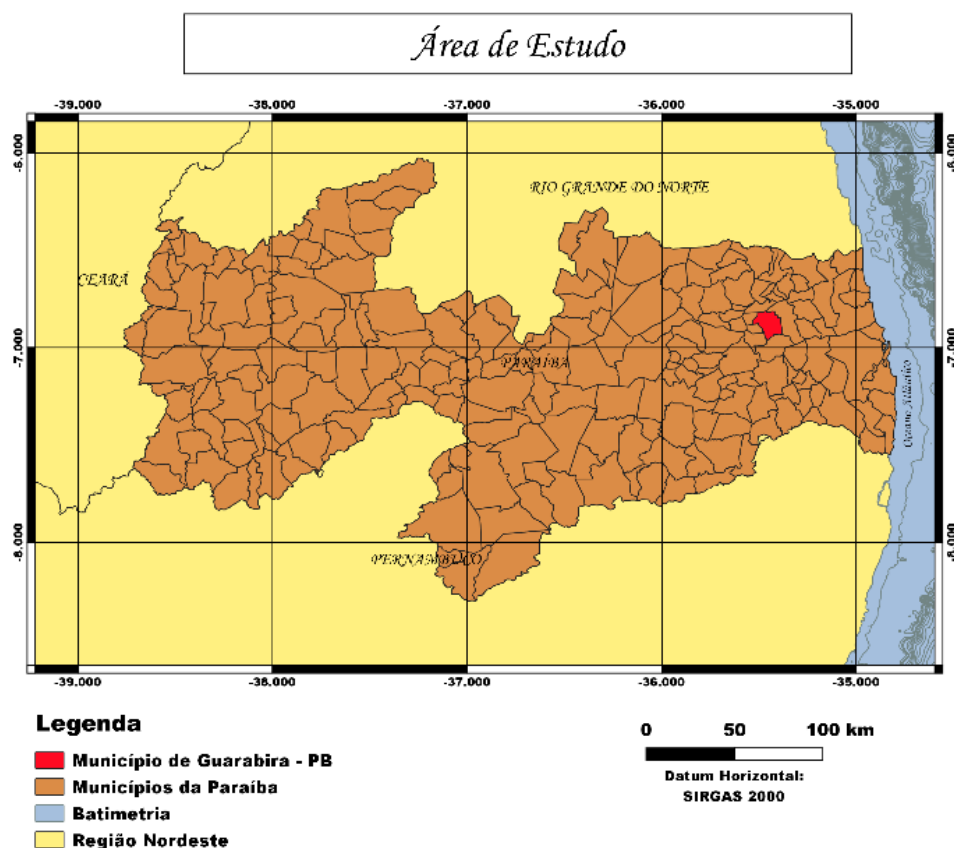 Área de Estudo
-39.000 -38.000 -37.000 -36.000 -35.000
-6.000 -6.000
RIO GRANDE DO NORTE
CEARÁ
-7.000 -7.000
PARAÍBA
Oceano Atlântico
-8.000 -8.000
PERNAMBUCO
-39.000 -38.000 -37.000 -36.000 -35.000
Legenda
Município de Guarabira - PB
Municípios da Paraíba
Batimetria
Região Nordeste
0 50 100 km
Datum Horizontal:
SIRGAS 2000